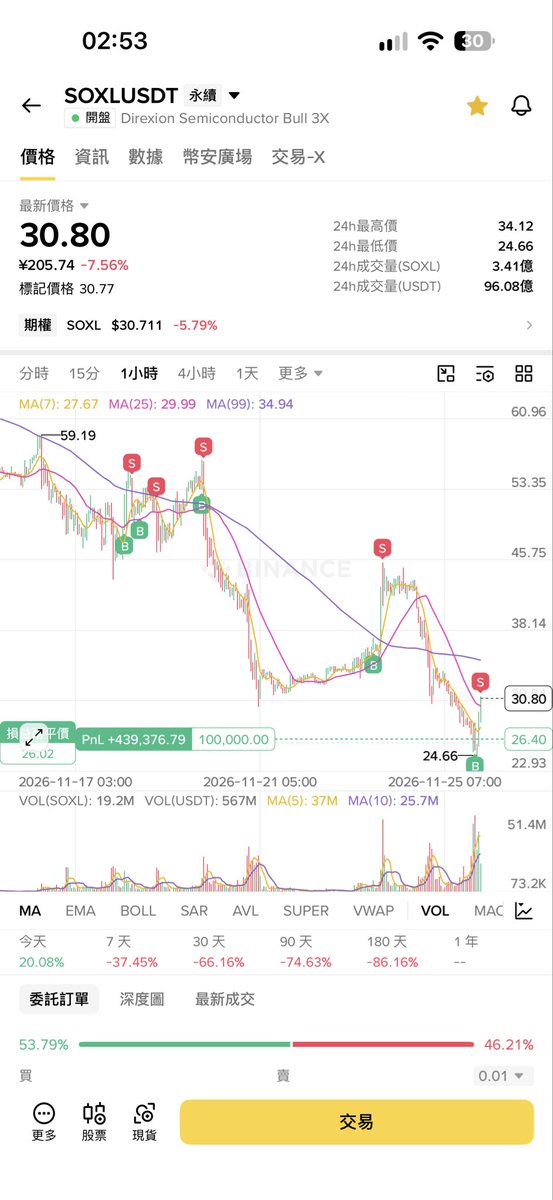 02:53
30
SOXLUSDT 永續
開盤 Direxion Semiconductor Bull 3X
價格 資訊 數據 幣安廣場 交易-X
最新價格
30.80
¥205.74 -7.56%
標記價格 30.77
24h最高價 34.12
24h最低價 24.66
24h成交量(SOXL) 3.41億
24h成交量(USDT) 96.08億
期權 SOXL $30.711 -5.79%
分時 15分 1小時 4小時 1天 更多
MA(7): 27.67 MA(25): 29.99 MA(99): 34.94
60.96
59.19
S S S
53.35
B B B
45.75
S
BINANCE
38.14
B
S
30.80
PnL +439,376.79 100,000.00
26.40
26.02
24.66
22.93
B
2026-11-17 03:00 2026-11-21 05:00 2026-11-25 07:00
VOL(SOXL): 19.2M VOL(USDT): 567M MA(5): 37M MA(10): 25.7M
51.4M
73.2K
MA EMA BOLL SAR AVL SUPER VWAP VOL MAC
今天 7 天 30 天 90 天 180 天 1 年
20.08% -37.45% -66.16% -74.63% -86.16% --
委託訂單 深度圖 最新成交
53.79% 46.21%
買 賣 0.01
更多 股票 現貨 交易